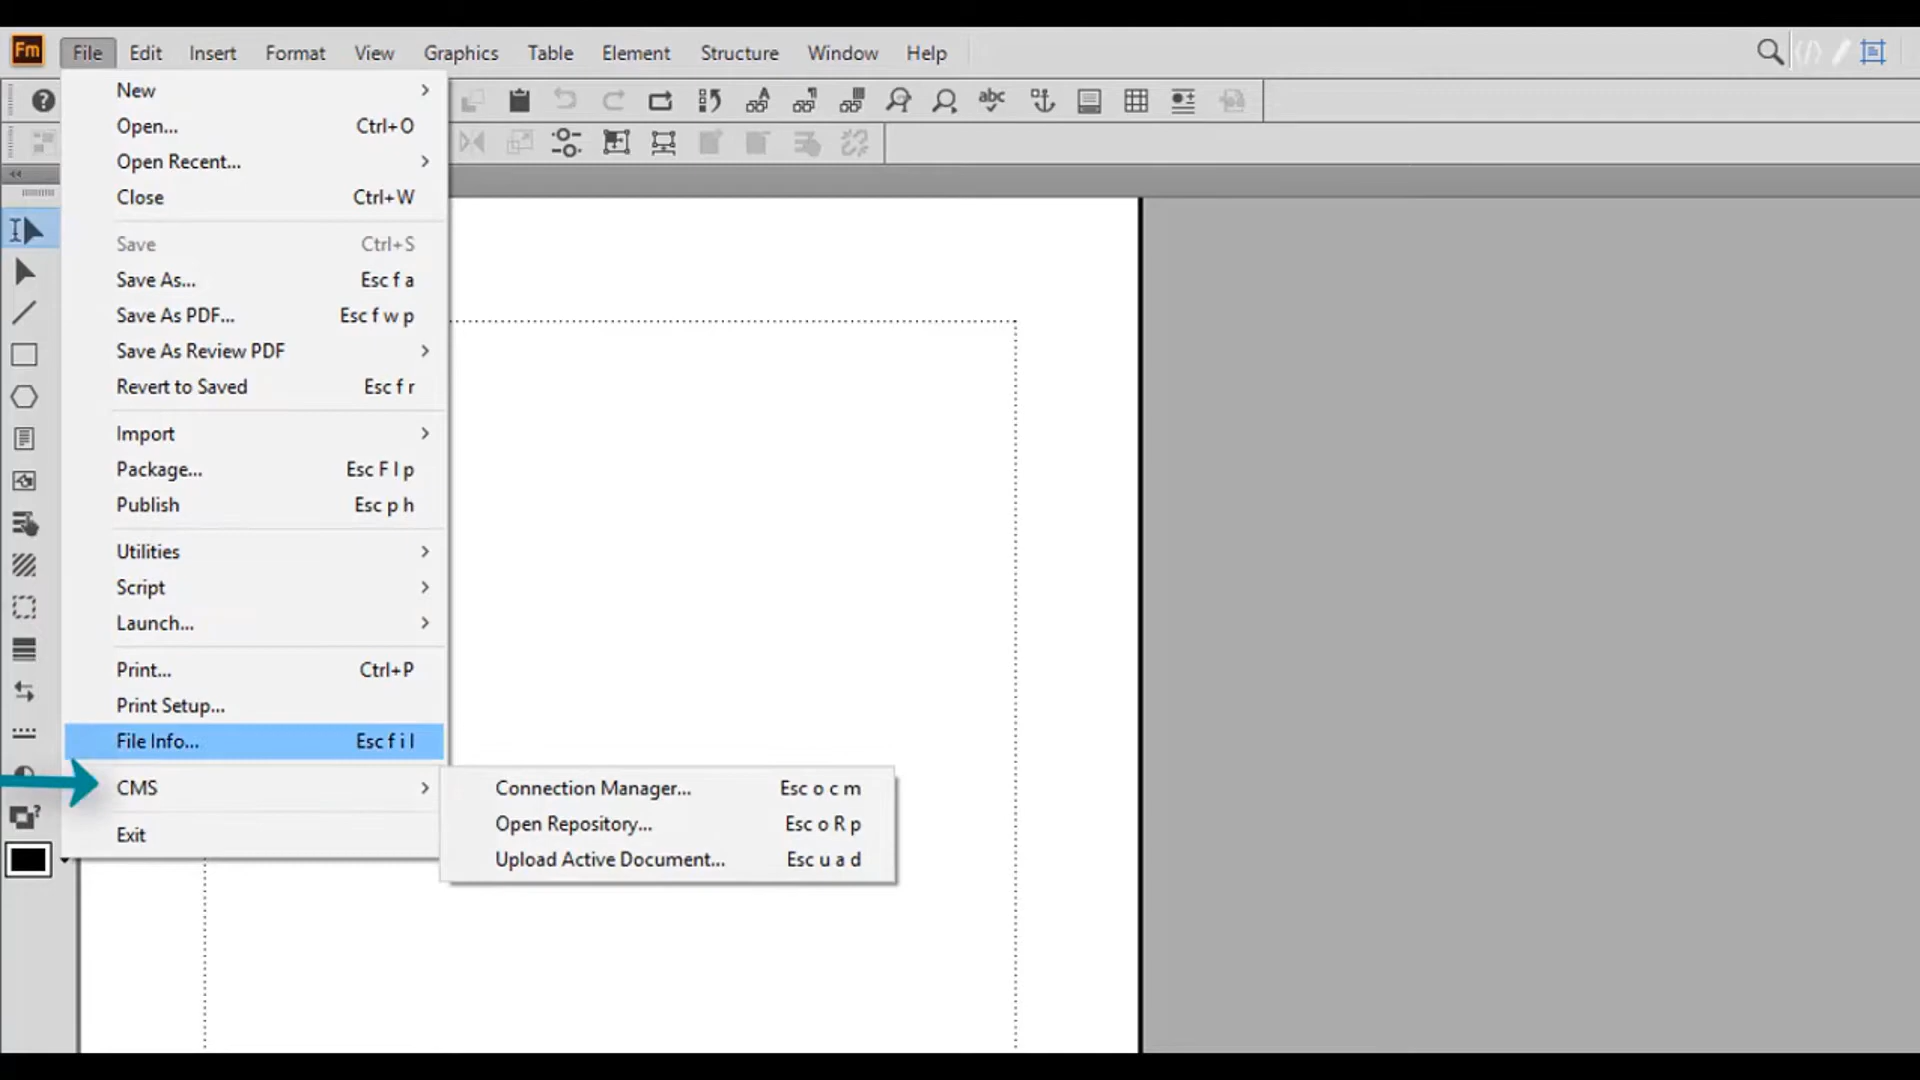 Fm File Edit Insert Format View Graphics Table Element Structure Window Help
New
Open... Ctrl+O
Open Recent...
Close Ctrl+W
Save Ctrl+S
Save As... Esc f a
Save As PDF... Esc f w p
Save As Review PDF
Revert to Saved Esc f r
Import
Package... Esc F l p
Publish Esc p h
Utilities
Script
Launch...
Print... Ctrl+P
Print Setup...
File Info... Esc f i l
CMS
Exit
Connection Manager... Esc o c m
Open Repository... Esc o R p
Upload Active Document... Esc u a d